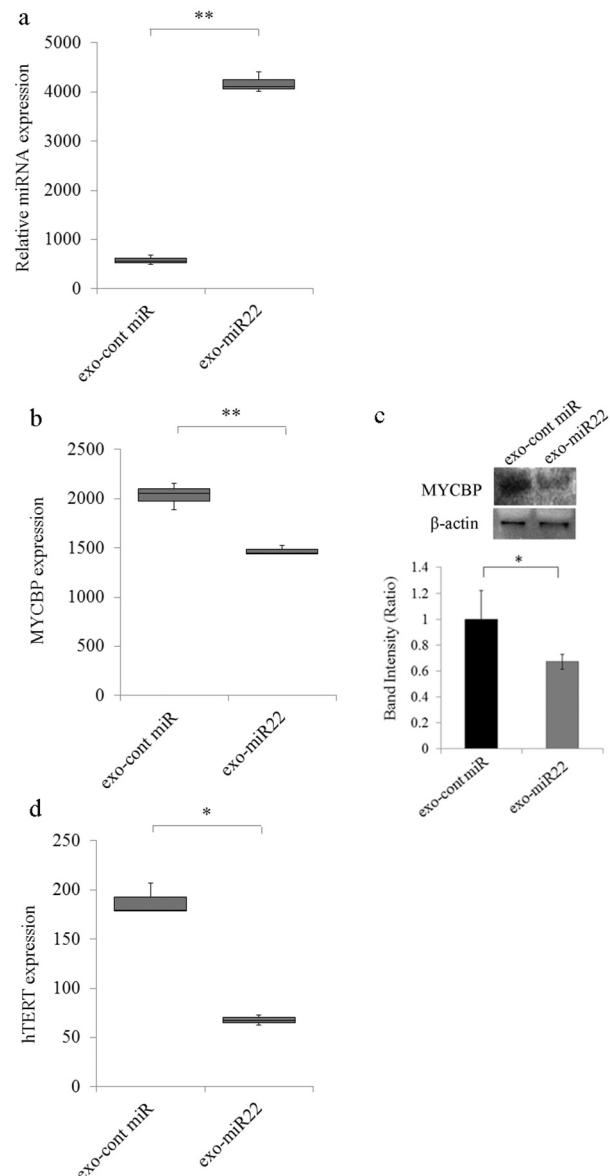 a
**
5000
4000
3000
2000
1000
0
Relative miRNA expression
exo-cont miR
exo-miR22
b
**
2500
2000
1500
1000
500
0
MYCBP expression
exo-cont miR
exo-miR22
c
exo-cont miR
exo-miR22
MYCBP
β-actin
*
1.4
1.2
1
0.8
0.6
0.4
0.2
0
Band Intensity (Ratio)
exo-cont miR
exo-miR22
d
*
250
200
150
100
50
0
hTERT expression
exo-cont miR
exo-miR22